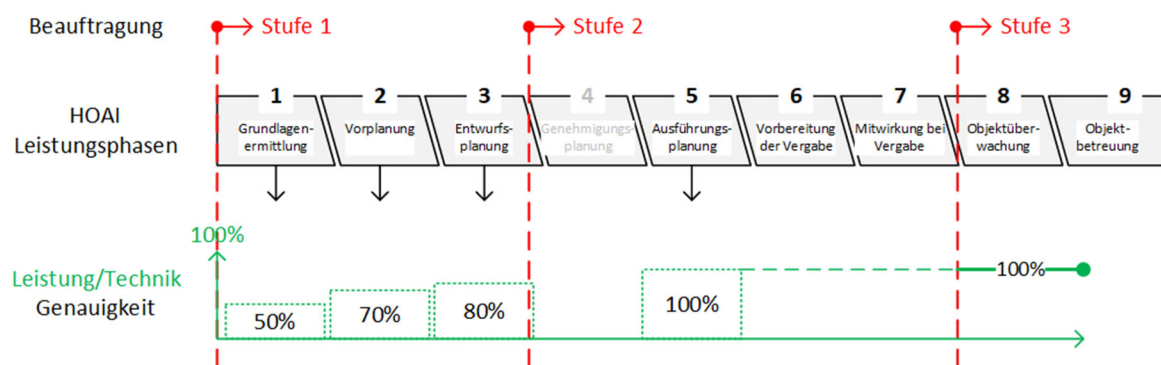 Beauftragung
Stufe 1
Stufe 2
Stufe 3
HOAI
Leistungsphasen
1
Grundlagen-
ermittlung
2
Vorplanung
3
Entwurfs-
planung
4
Genehmigungs-
planung
5
Ausführungs-
planung
6
Vorbereitung
der Vergabe
7
Mitwirkung bei
Vergabe
8
Objektüber-
wachung
9
Objekt-
betreuung
100%
Leistung/Technik
Genauigkeit
50%
70%
80%
100%
100%